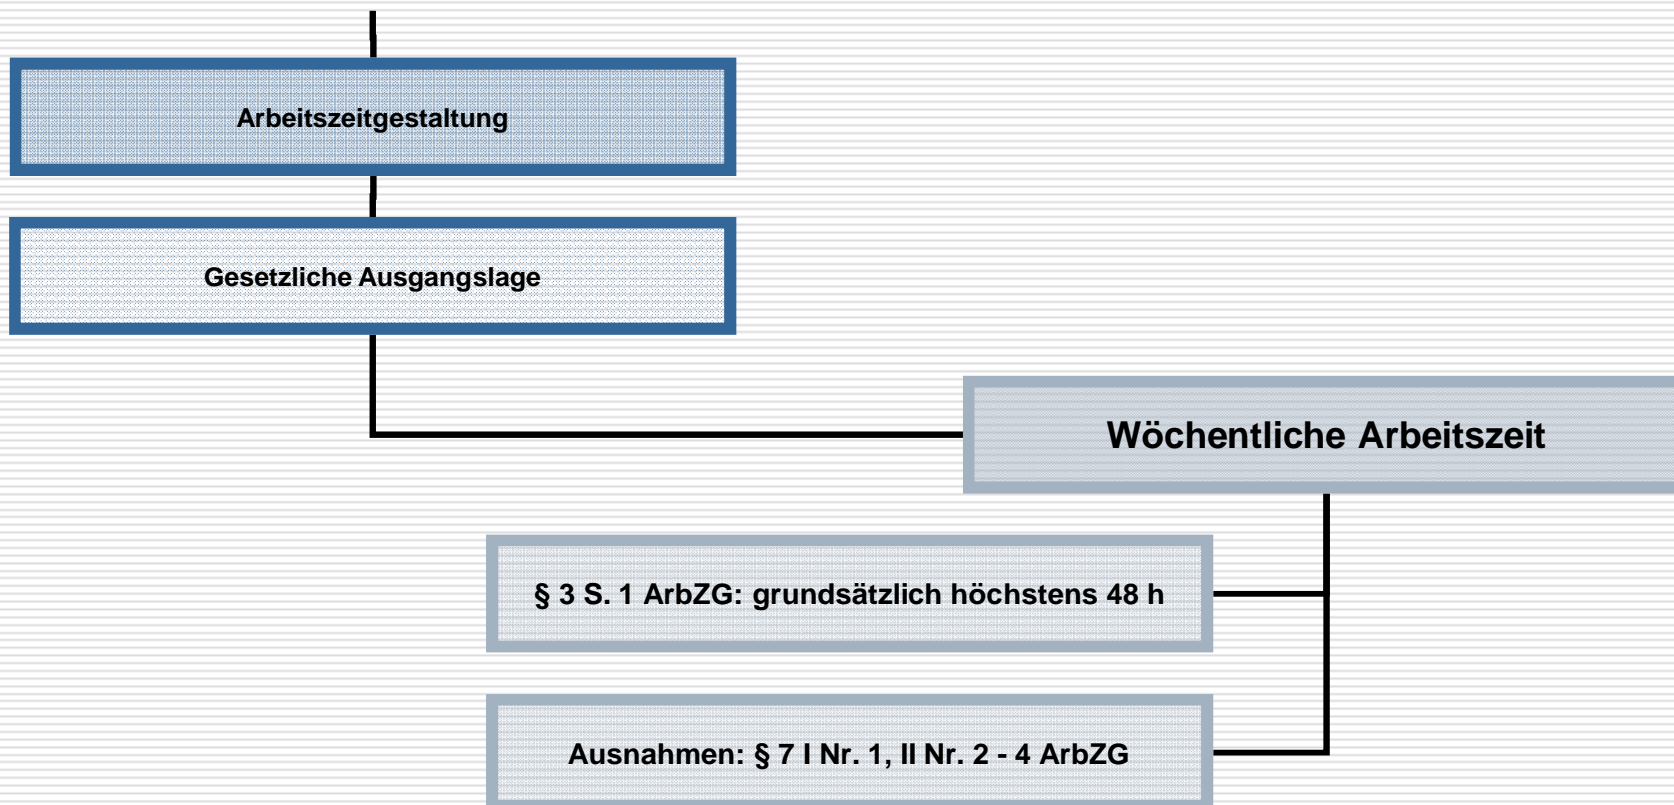 Arbeitszeitgestaltung
Gesetzliche Ausgangslage
Wöchentliche Arbeitszeit
§ 3 S. 1 ArbZG: grundsätzlich höchstens 48 h
Ausnahmen: § 7 I Nr. 1, II Nr. 2 - 4 ArbZG